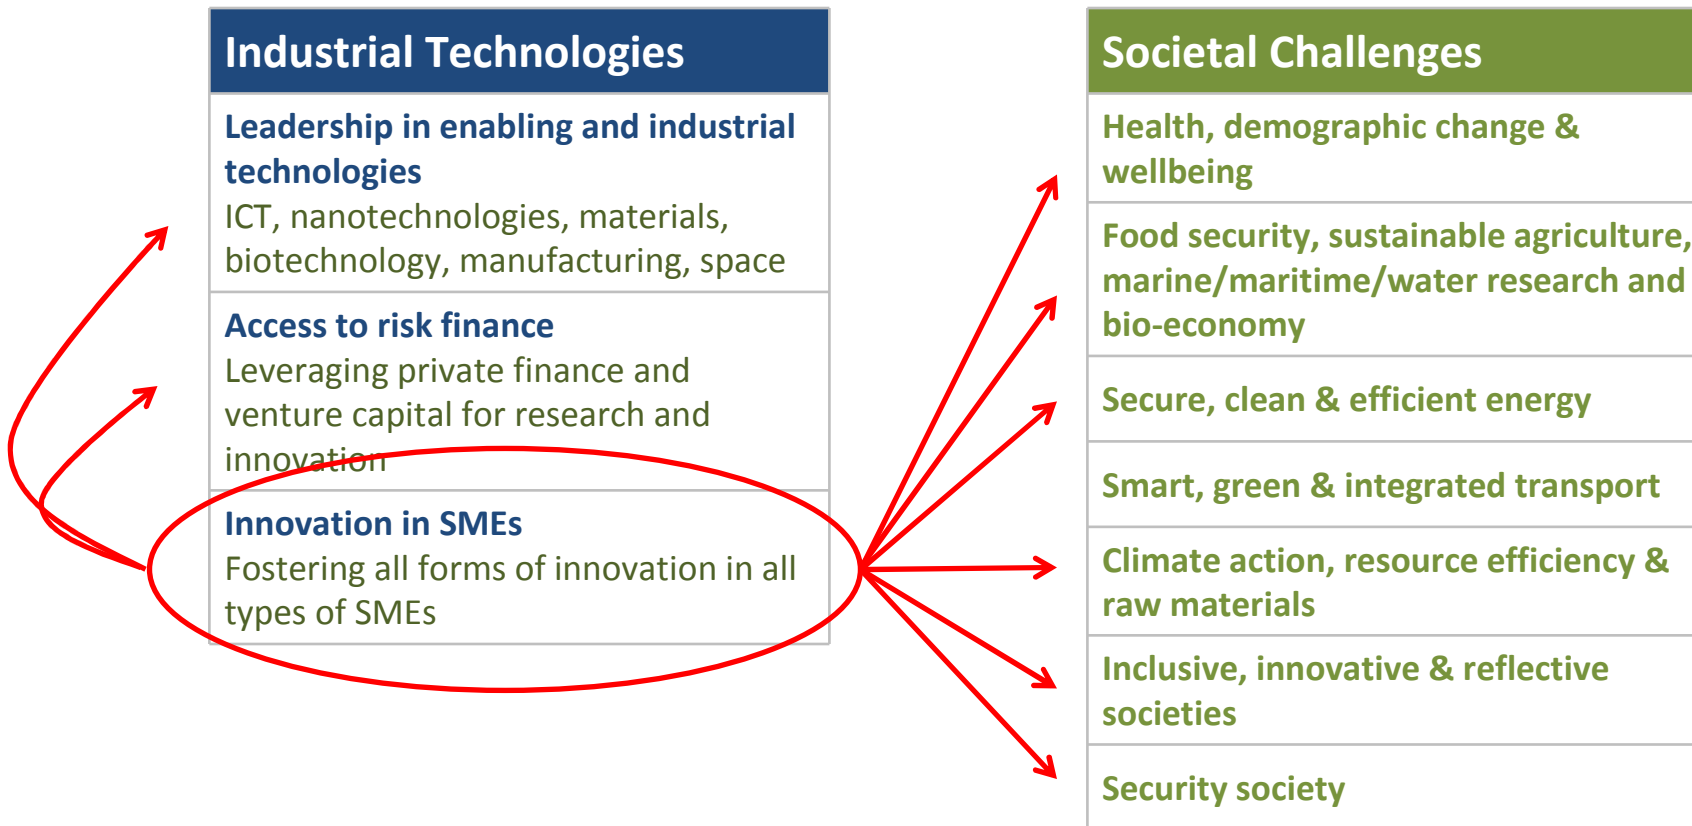 Industrial Technologies
Leadership in enabling and industrial
technologies
ICT, nanotechnologies, materials,
biotechnology, manufacturing, space
Access to risk finance
Leveraging private finance and
venture capital for research and
innovation
Innovation in SMEs
Fostering all forms of innovation in all
types of SMEs
Societal Challenges
Health, demographic change &
wellbeing
Food security, sustainable agriculture,
marine/maritime/water research and
bio-economy
Secure, clean & efficient energy
Smart, green & integrated transport
Climate action, resource efficiency &
raw materials
Inclusive, innovative & reflective
societies
Security society